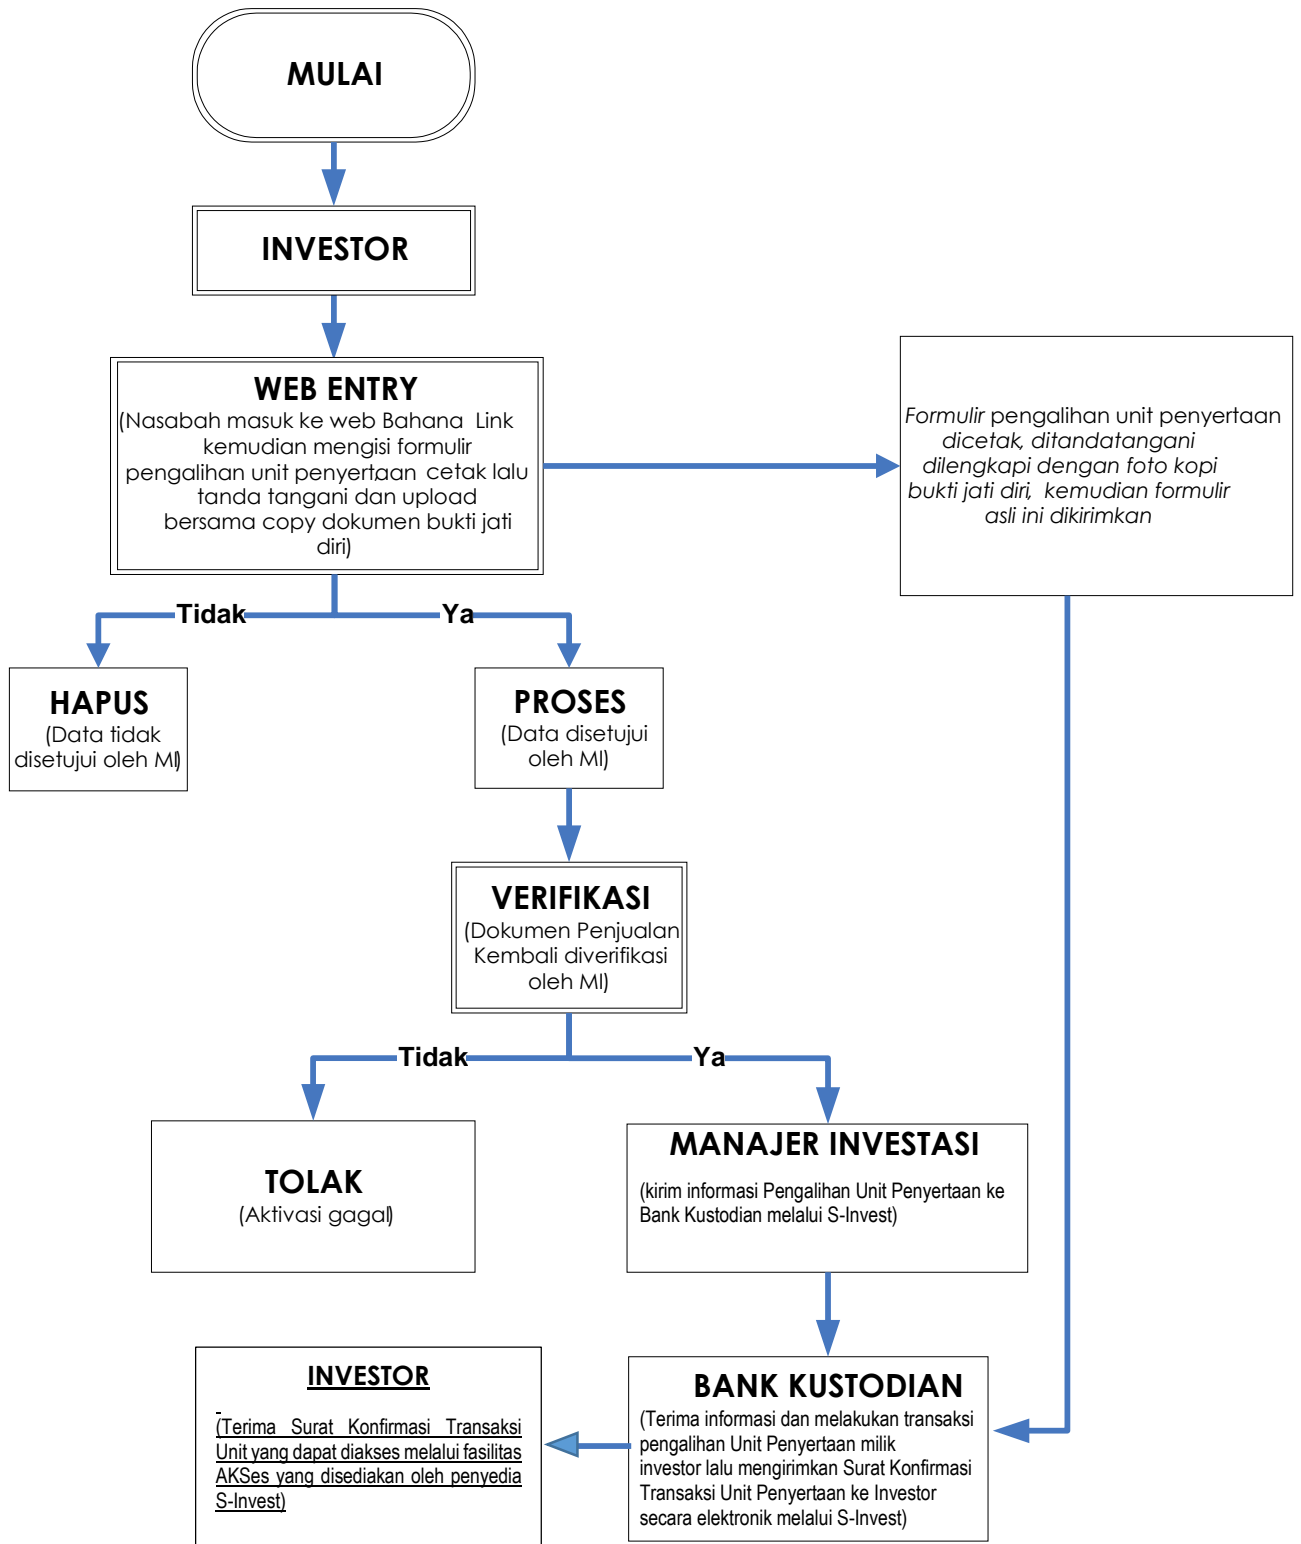 MULAI
INVESTOR
WEB ENTRY
(Nasabah masuk ke web Bahana Link
kemudian mengisi formulir
pengalihan unit penyertaan, cetak lalu
tanda tangani dan upload
bersama copy dokumen bukti jati
diri)
Formulir pengalihan unit penyertaan
dicetak, ditandatangani
dilengkapi dengan foto kopi
bukti jati diri, kemudian formulir
asli ini dikirimkan
Tidak
Ya
HAPUS
(Data tidak
disetujui oleh MI)
PROSES
(Data disetujui
oleh MI)
VERIFIKASI
(Dokumen Penjualan
Kembali diverifikasi
oleh MI)
Tidak
Ya
TOLAK
(Aktivasi gagal)
MANAJER INVESTASI
(kirim informasi Pengalihan Unit Penyertaan ke
Bank Kustodian melalui S-Invest)
INVESTOR
(Terima Surat Konfirmasi Transaksi
Unit yang dapat diakses melalui fasilitas
AKSes yang disediakan oleh penyedia
S-Invest)
BANK KUSTODIAN
(Terima informasi dan melakukan transaksi
pengalihan Unit Penyertaan milik
investor lalu mengirimkan Surat Konfirmasi
Transaksi Unit Penyertaan ke Investor
secara elektronik melalui S-Invest)